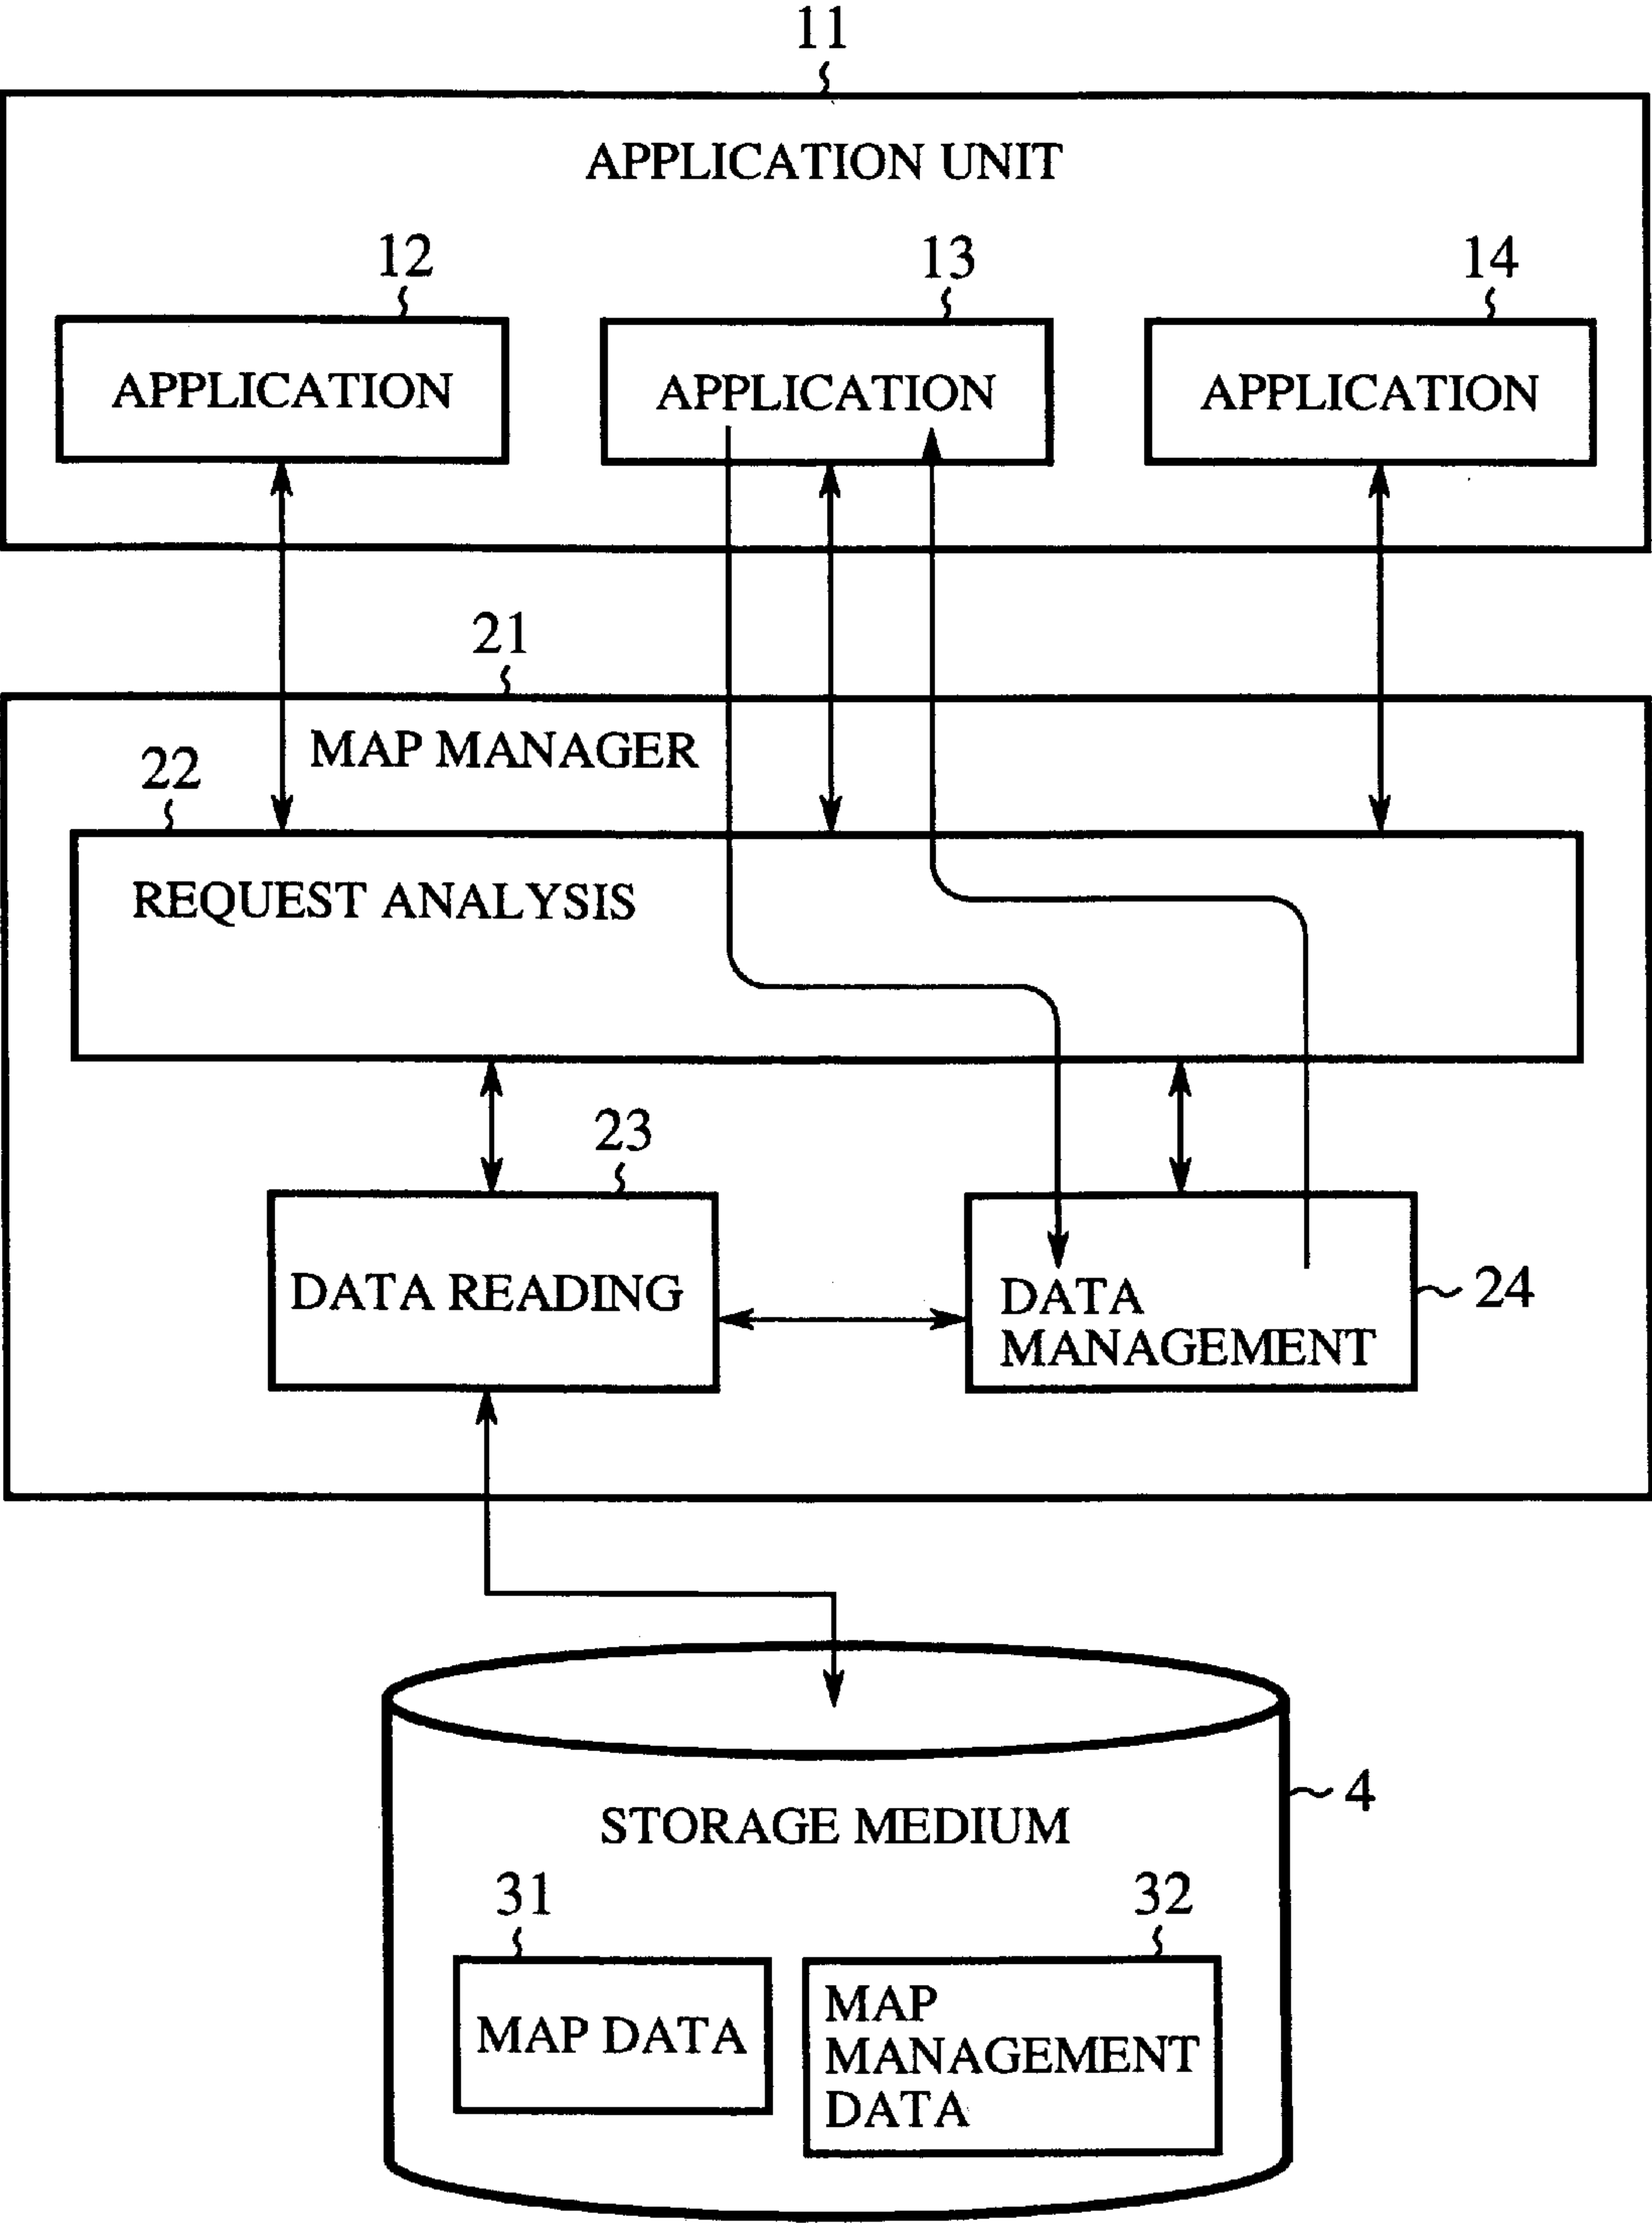 11
APPLICATION UNIT
12
13
14
APPLICATION
APPLICATION
APPLICATION
21
MAP MANAGER
22
REQUEST ANALYSIS
23
DATA READING
DATA
MANAGEMENT
24
STORAGE MEDIUM
4
31
32
MAP DATA
MAP
MANAGEMENT
DATA